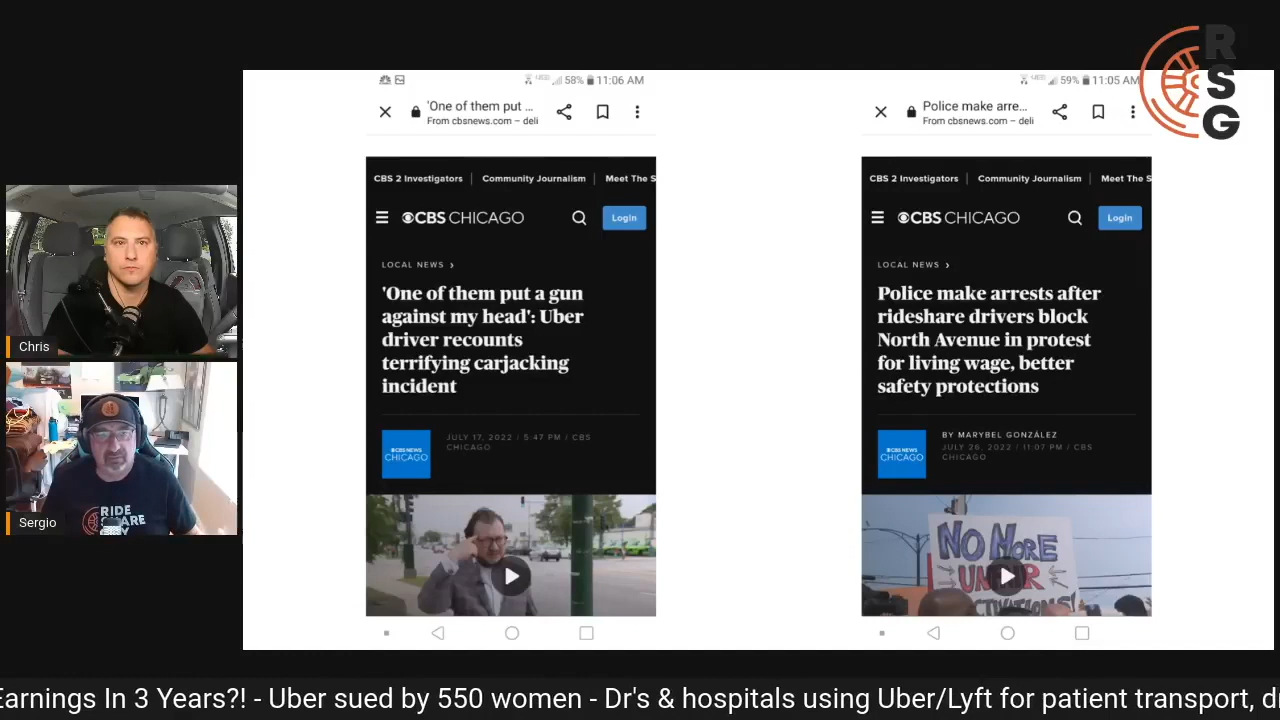 R
S
G
58% 11:06 AM
'One of them put ...
From cbsnews.com – deli
CBS 2 Investigators | Community Journalism | Meet The S
CBS CHICAGO
Login
LOCAL NEWS ›
'One of them put a gun
against my head': Uber
driver recounts
terrifying carjacking
incident
CBS NEWS
CHICAGO
JULY 17, 2022 / 5:47 PM / CBS
CHICAGO
59% 11:05 AM
Police make arre...
From cbsnews.com – deli
CBS 2 Investigators | Community Journalism | Meet The S
CBS CHICAGO
Login
LOCAL NEWS ›
Police make arrests after
rideshare drivers block
North Avenue in protest
for living wage, better
safety protections
CBS NEWS
CHICAGO
BY MARYBEL GONZÁLEZ
JULY 26, 2022 / 11:07 PM / CBS
CHICAGO
NO MORE
UNFAIR
Chris
RIDE
SHARE
Sergio
Earnings In 3 Years?! - Uber sued by 550 women - Dr's & hospitals using Uber/Lyft for patient transport, dr